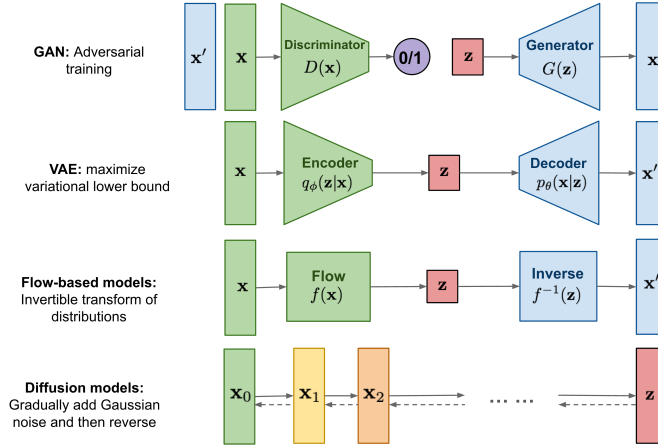 GAN: Adversarial
training
x′
x
Discriminator
D(x)
0/1
z
Generator
G(z)
x
VAE: maximize
variational lower bound
x
Encoder
qϕ(z|x)
z
Decoder
pθ(x|z)
x′
Flow-based models:
Invertible transform of
distributions
x
Flow
f(x)
z
Inverse
f⁻¹(z)
x′
Diffusion models:
Gradually add Gaussian
noise and then reverse
x₀
x₁
x₂
... ...
z